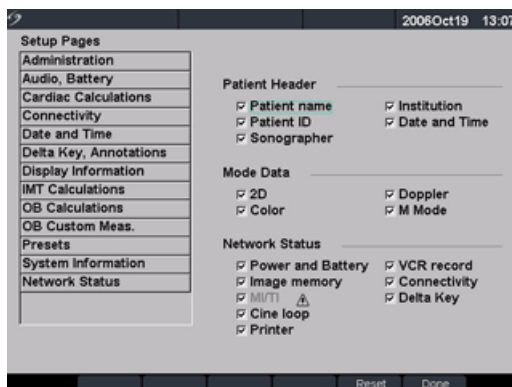 2006Oct19 13:07
Setup Pages
Administration
Audio, Battery
Cardiac Calculations
Connectivity
Date and Time
Delta Key, Annotations
Display Information
IMT Calculations
OB Calculations
OB Custom Meas.
Presets
System Information
Network Status
Patient Header
Patient name
Institution
Patient ID
Date and Time
Sonographer
Mode Data
2D
Doppler
Color
M Mode
Network Status
Power and Battery
VCR record
Image memory
Connectivity
MI/TI
Delta Key
Cine loop
Printer
Reset Done